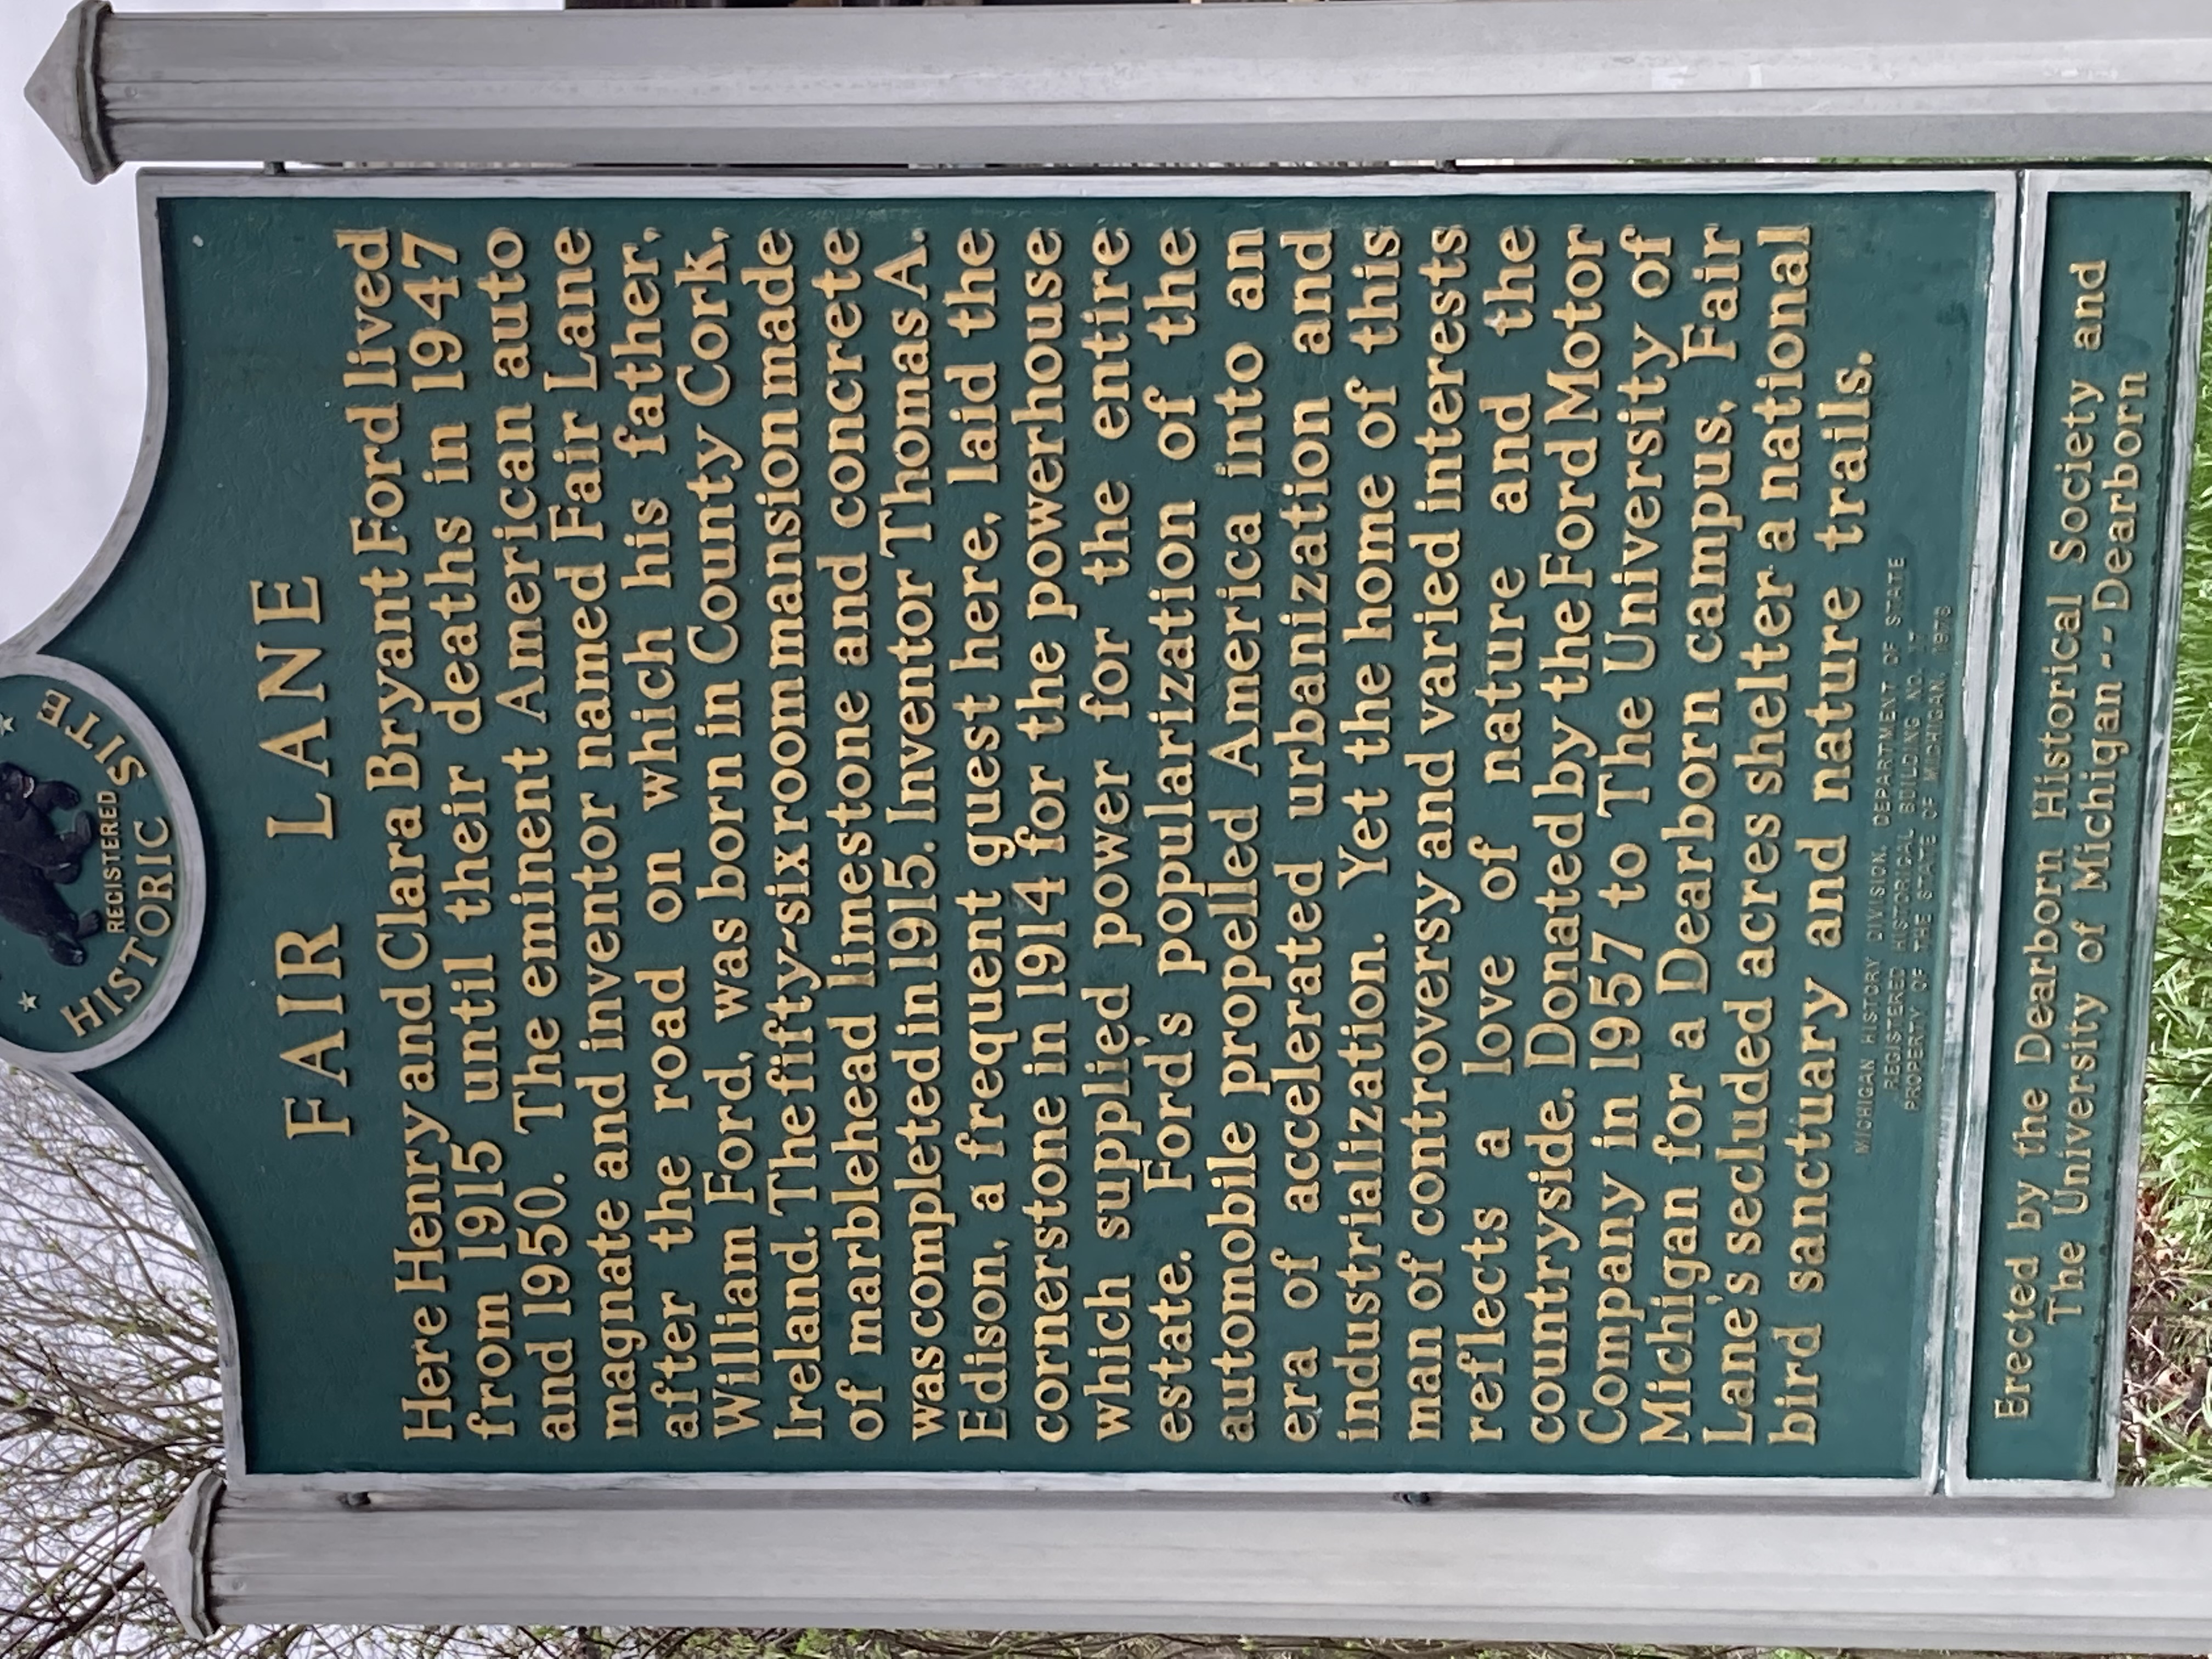 REGISTERED
HISTORIC SITE
FAIR LANE
Here Henry and Clara Bryant Ford lived
from 1915 until their deaths in 1947
and 1950. The eminent American auto
magnate and inventor named Fair Lane
after the road on which his father,
William Ford, was born in County Cork,
Ireland. The fifty-six room mansion made
of marblehead limestone and concrete
was completed in 1915. Inventor Thomas A.
Edison, a frequent guest here, laid the
cornerstone in 1914 for the powerhouse
which supplied power for the entire
estate. Ford's popularization of the
automobile propelled America into an
era of accelerated urbanization and
industrialization. Yet the home of this
man of controversy and varied interests
reflects a love of nature and the
countryside. Donated by the Ford Motor
Company in 1957 to The University of
Michigan for a Dearborn campus, Fair
Lane's secluded acres shelter a national
bird sanctuary and nature trails.
MICHIGAN HISTORY DIVISION, DEPARTMENT OF STATE
REGISTERED HISTORICAL BUILDING NO. 17
PROPERTY OF THE STATE OF MICHIGAN, 1976
Erected by the Dearborn Historical Society and
The University of Michigan -- Dearborn